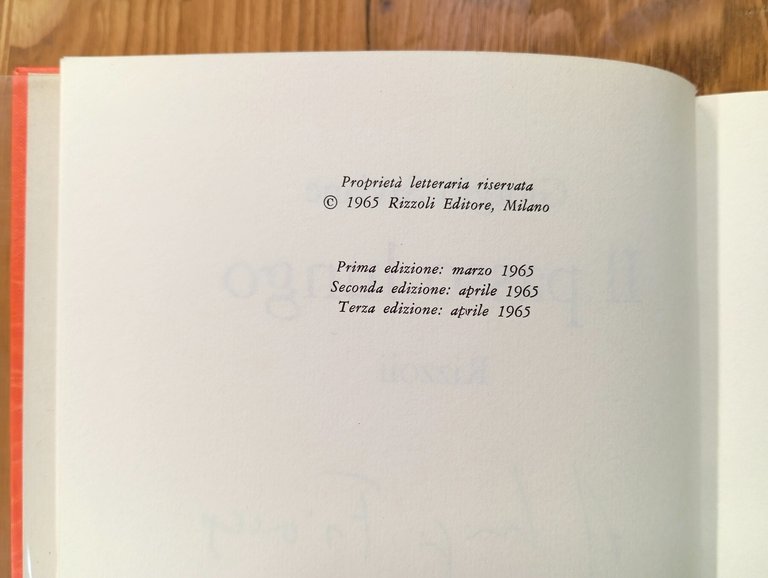 Proprietà letteraria riservata
© 1965 Rizzoli Editore, Milano
Prima edizione: marzo 1965
Seconda edizione: aprile 1965
Terza edizione: aprile 1965
Rizzoli